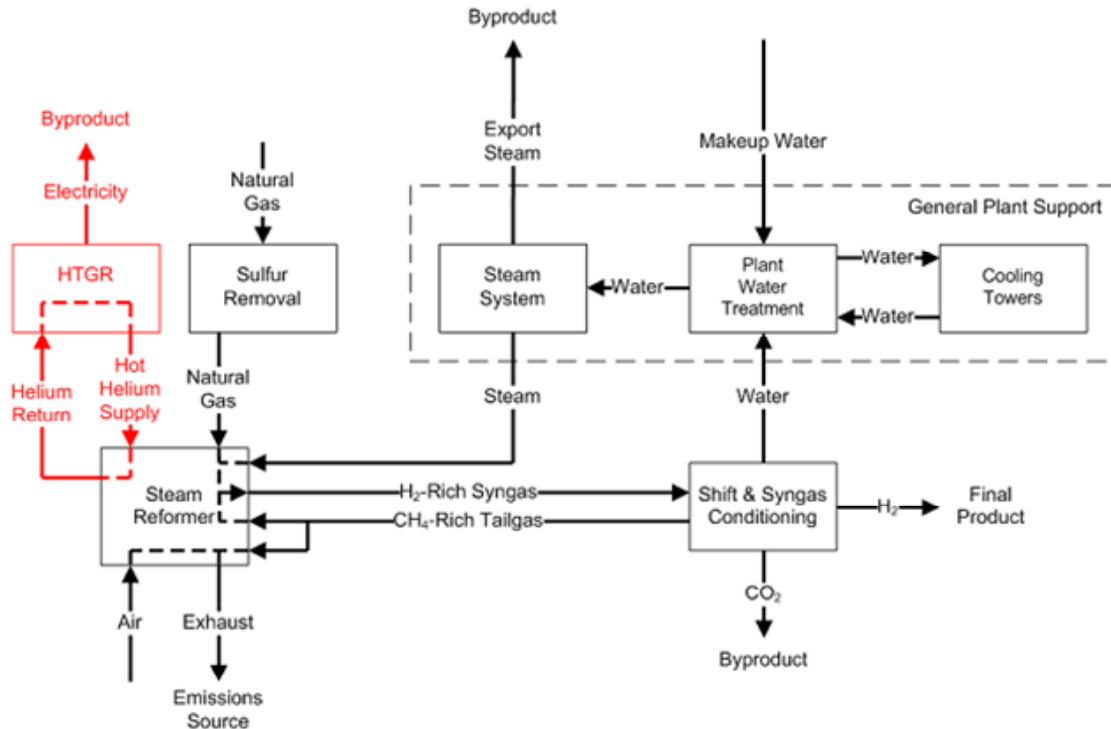 Byproduct
Export
Steam
Makeup Water
General Plant Support
Byproduct
Electricity
Natural
Gas
HTGR
Sulfur
Removal
Steam
System
Water
Plant
Water
Treatment
Water
Water
Cooling
Towers
Helium
Return
Hot
Helium
Supply
Natural
Gas
Steam
Water
Steam
Reformer
H₂-Rich Syngas
CH₄-Rich Tailgas
Shift & Syngas
Conditioning
H₂
Final
Product
Air
Exhaust
Emissions
Source
CO₂
Byproduct